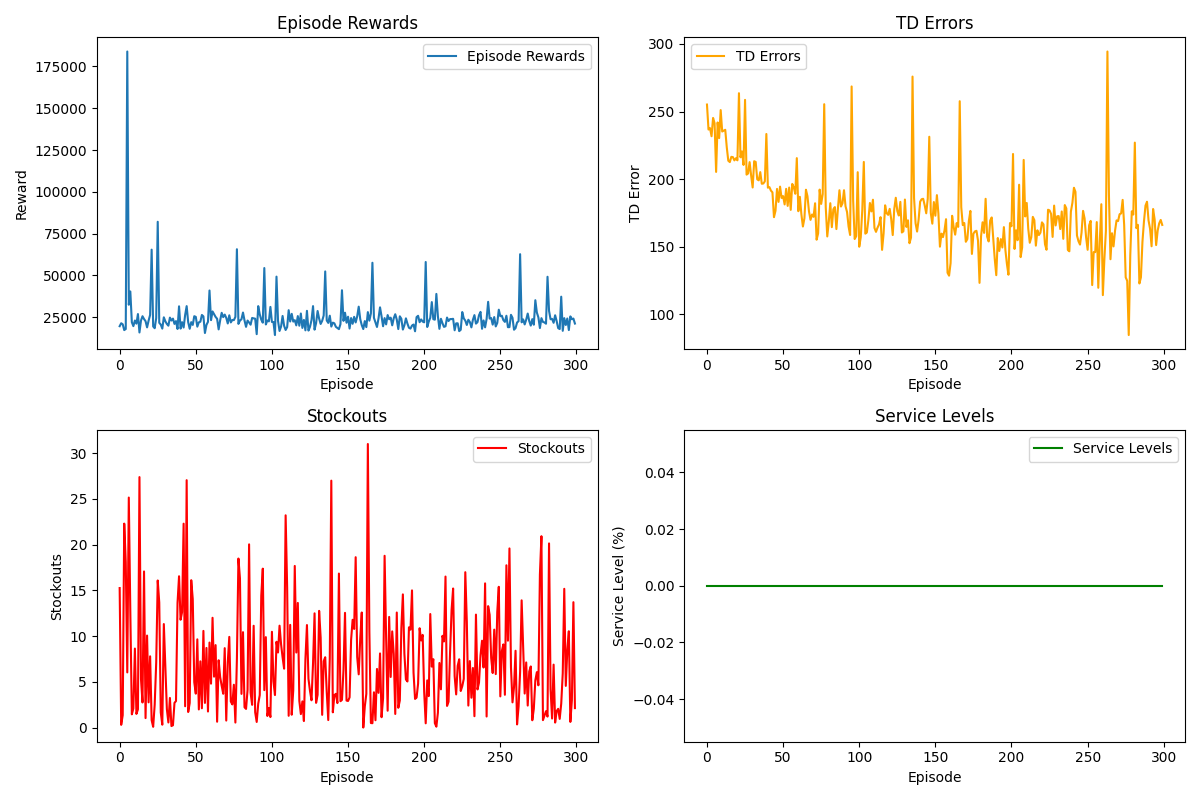 Episode Rewards
Reward
175000
150000
125000
100000
75000
50000
25000
Episode Rewards
0 50 100 150 200 250 300
Episode
TD Errors
TD Error
300
250
200
150
100
TD Errors
0 50 100 150 200 250 300
Episode
Stockouts
Stockouts
30
25
20
15
10
5
0
Stockouts
0 50 100 150 200 250 300
Episode
Service Levels
Service Level (%)
0.04
0.02
0.00
−0.02
−0.04
Service Levels
0 50 100 150 200 250 300
Episode